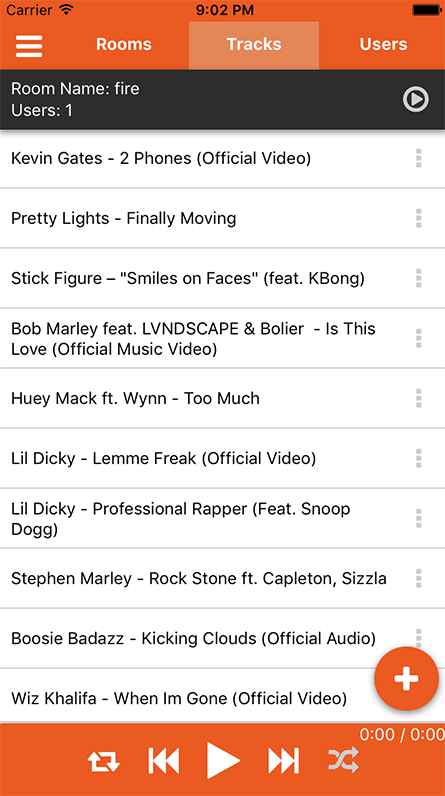 Carrier 9:02 PM
Rooms Tracks Users
Room Name: fire
Users: 1
Kevin Gates - 2 Phones (Official Video)
Pretty Lights - Finally Moving
Stick Figure – "Smiles on Faces" (feat. KBong)
Bob Marley feat. LVNDSCAPE & Bolier  - Is This
Love (Official Music Video)
Huey Mack ft. Wynn - Too Much
Lil Dicky - Lemme Freak (Official Video)
Lil Dicky - Professional Rapper (Feat. Snoop
Dogg)
Stephen Marley - Rock Stone ft. Capleton, Sizzla
Boosie Badazz - Kicking Clouds (Official Audio)
Wiz Khalifa - When Im Gone (Official Video)
0:00 / 0:00